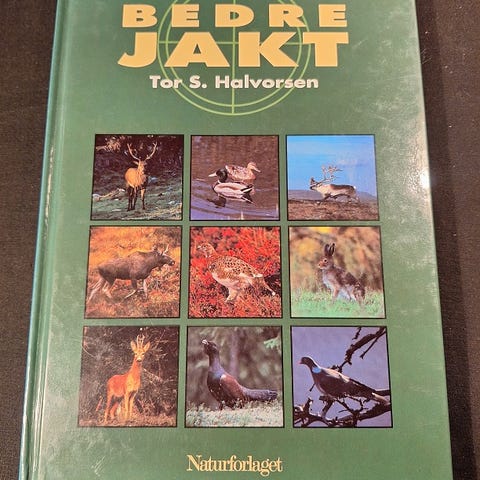 BEDRE
JAKT
Tor S. Halvorsen
Naturforlaget